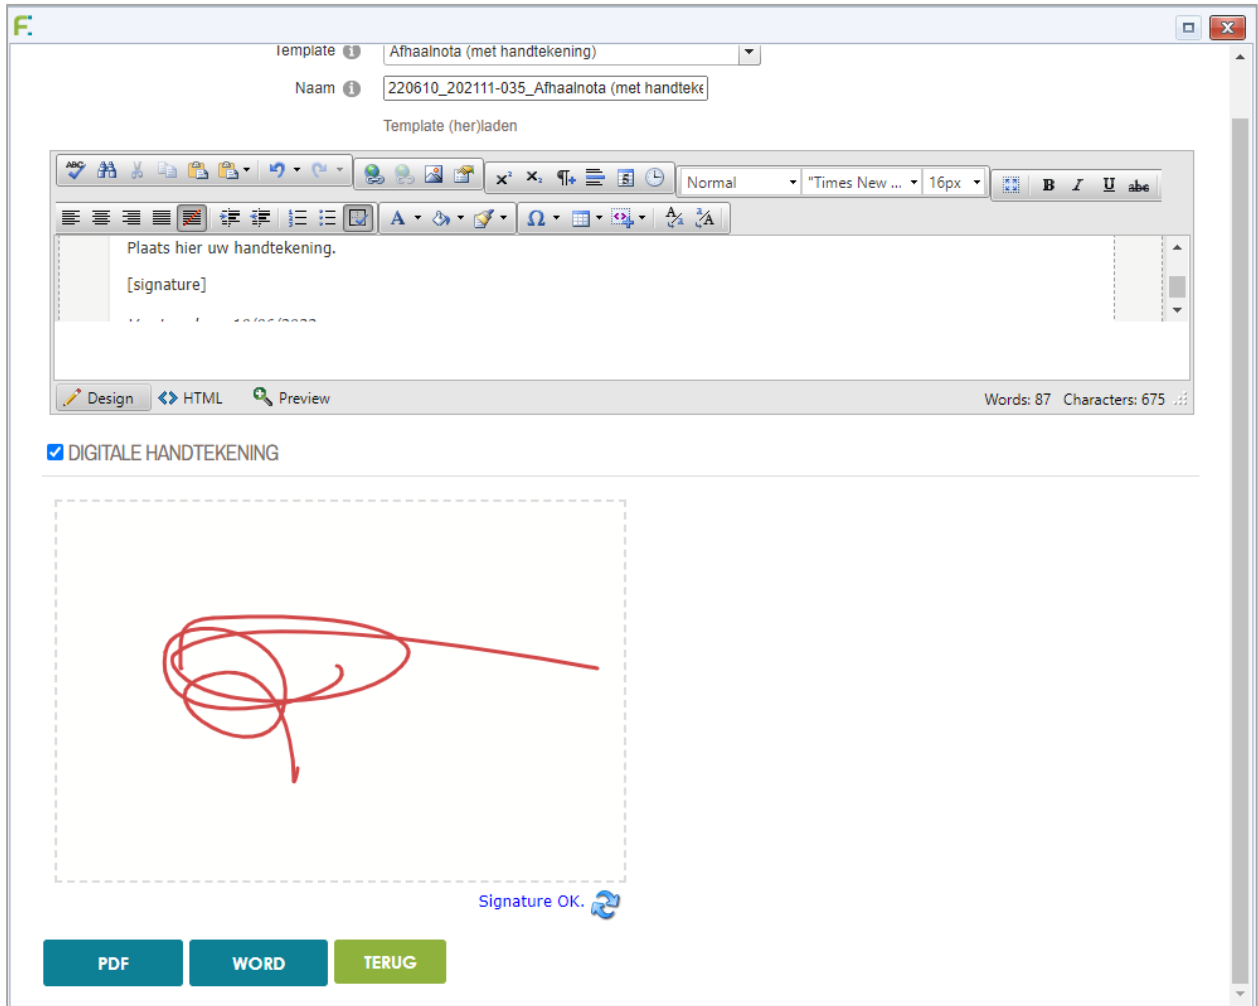 F:
Template
Afhaalnota (met handtekening)
Naam
220610_202111-035_Afhaalnota (met handteke
Template (her)laden
Normal "Times New ... 16px B I U abc
Plaats hier uw handtekening.
[signature]
Design HTML Preview
Words: 87 Characters: 675
DIGITALE HANDTEKENING
Signature OK.
PDF WORD TERUG